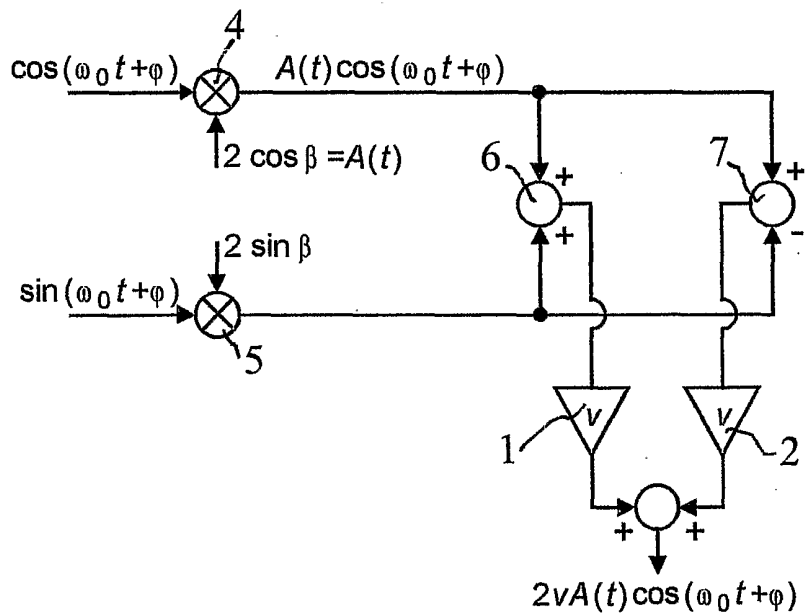 4
cos(ω₀t+φ)
A(t)cos(ω₀t+φ)
2 cos β =A(t)
6
+
+
7
+
-
2 sin β
sin(ω₀t+φ)
5
1
v
v
2
+
+
2vA(t)cos(ω₀t+φ)